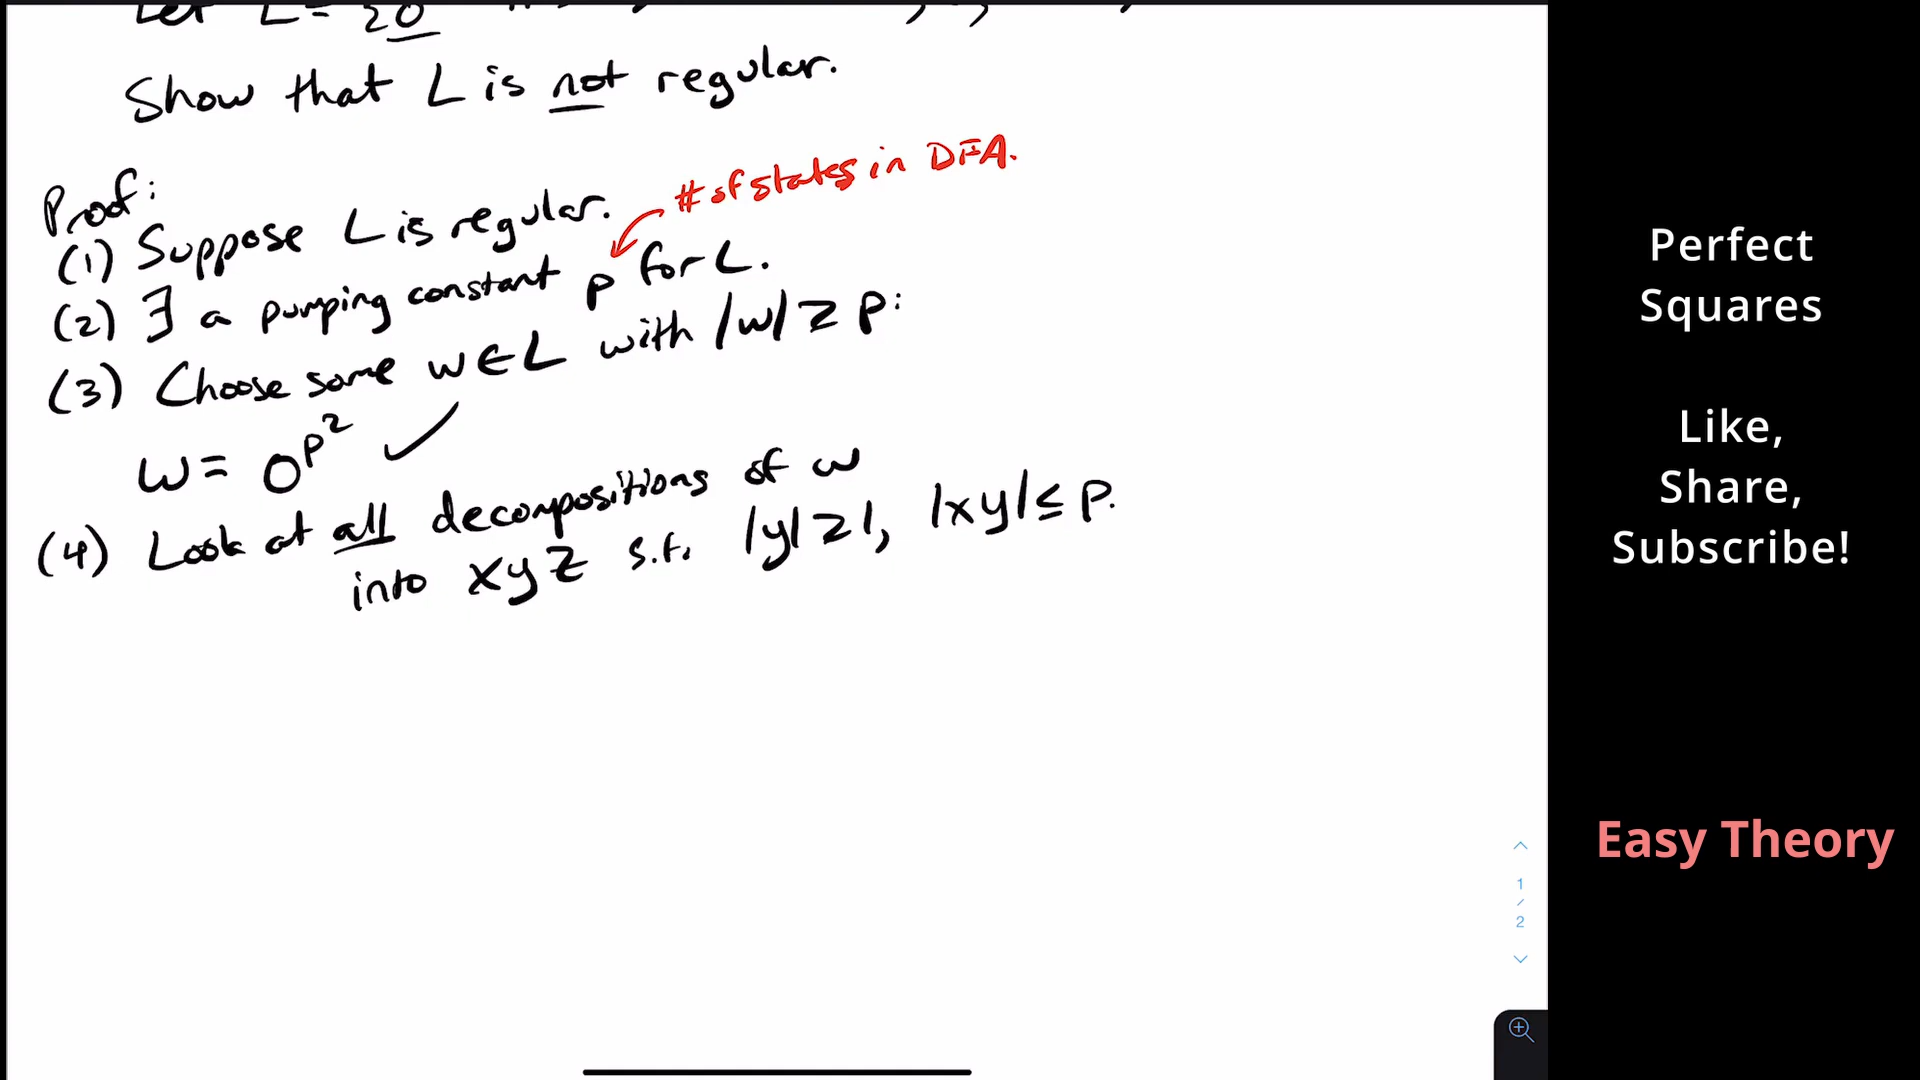 Let L = {0
Show that L is not regular.
Proof:
# of states in DFA.
(1) Suppose L is regular.
(2) ∃ a pumping constant p for L.
(3) Choose some w ∈ L with |w| ≥ p:
w = 0^p^2 ✓
(4) Look at all decompositions of w
into xyz s.t. |y| ≥ 1, |xy| ≤ p.
Perfect
Squares
Like,
Share,
Subscribe!
Easy Theory
1
/
2